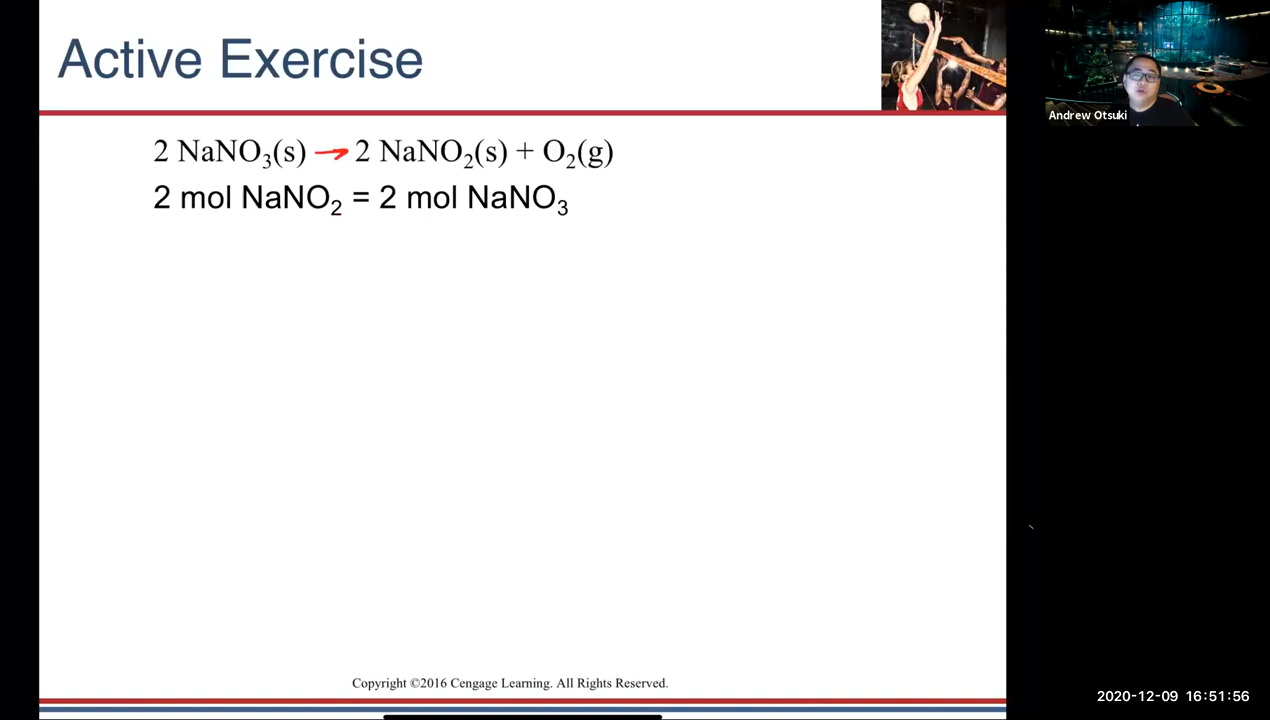 Active Exercise
Andrew Otsuki
2 NaNO₃(s) → 2 NaNO₂(s) + O₂(g)
2 mol NaNO₂ = 2 mol NaNO₃
Copyright ©2016 Cengage Learning. All Rights Reserved.
2020-12-09 16:51:56